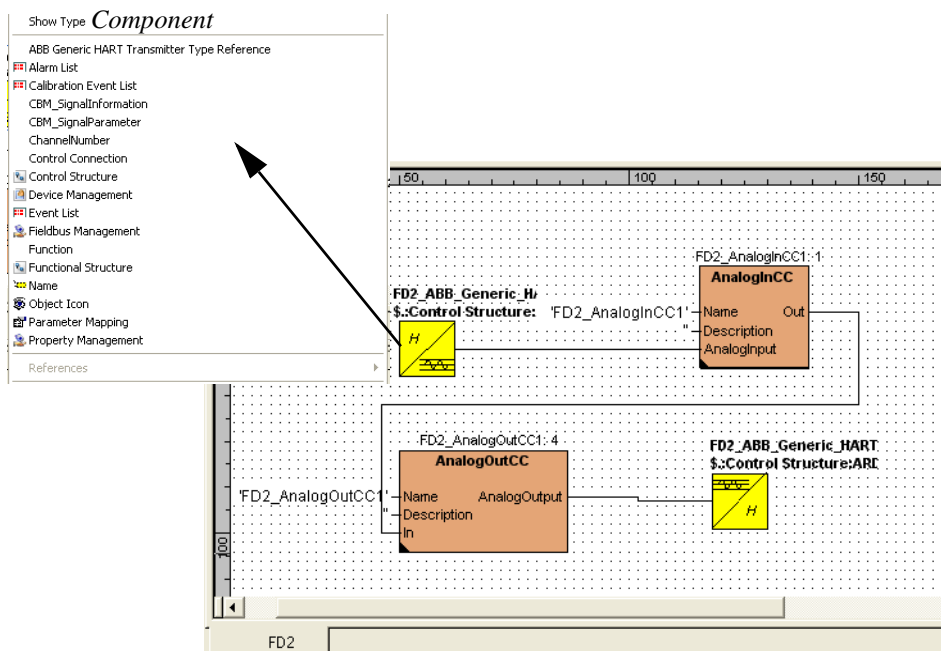 Show Type Component
ABB Generic HART Transmitter Type Reference
Alarm List
Calibration Event List
CBM_SignalInformation
CBM_SignalParameter
ChannelNumber
Control Connection
Control Structure
Device Management
Event List
Fieldbus Management
Function
Functional Structure
Name
Object Icon
Parameter Mapping
Property Management
References
50 100 150
FD2_AnalogInCC1: 1
AnalogInCC
FD2_ABB_Generic_HA
$.:Control Structure:
H
'FD2_AnalogInCC1' Name Out
'' Description
AnalogInput
FD2_AnalogOutCC1: 4
AnalogOutCC
FD2_ABB_Generic_HART
$.:Control Structure:ARD
H
'FD2_AnalogOutCC1' Name AnalogOutput
'' Description
In
100
FD2